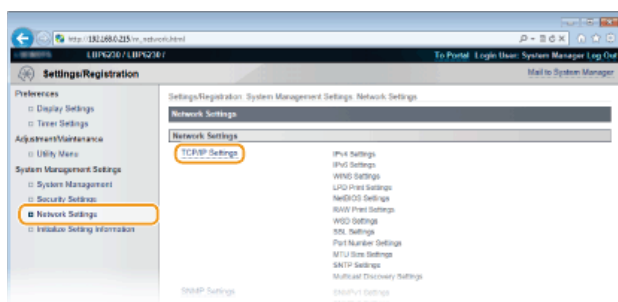 http://192.168.0.215/m_network.html
LBP6230 / LBP6230 /
To Portal Login User: System Manager Log Out
Settings/Registration
Mail to System Manager
Preferences
Display Settings
Timer Settings
Adjustment/Maintenance
Utility Menu
System Management Settings
System Management
Security Settings
Network Settings
Initialize Setting Information
Settings/Registration: System Management Settings: Network Settings
Network Settings
Network Settings
TCP/IP Settings
IPv4 Settings
IPv6 Settings
WINS Settings
LPD Print Settings
NetBIOS Settings
RAW Print Settings
WSD Settings
SSL Settings
Port Number Settings
MTU Size Settings
SNTP Settings
Multicast Discovery Settings
SNMP Settings
SNMPv1 Settings